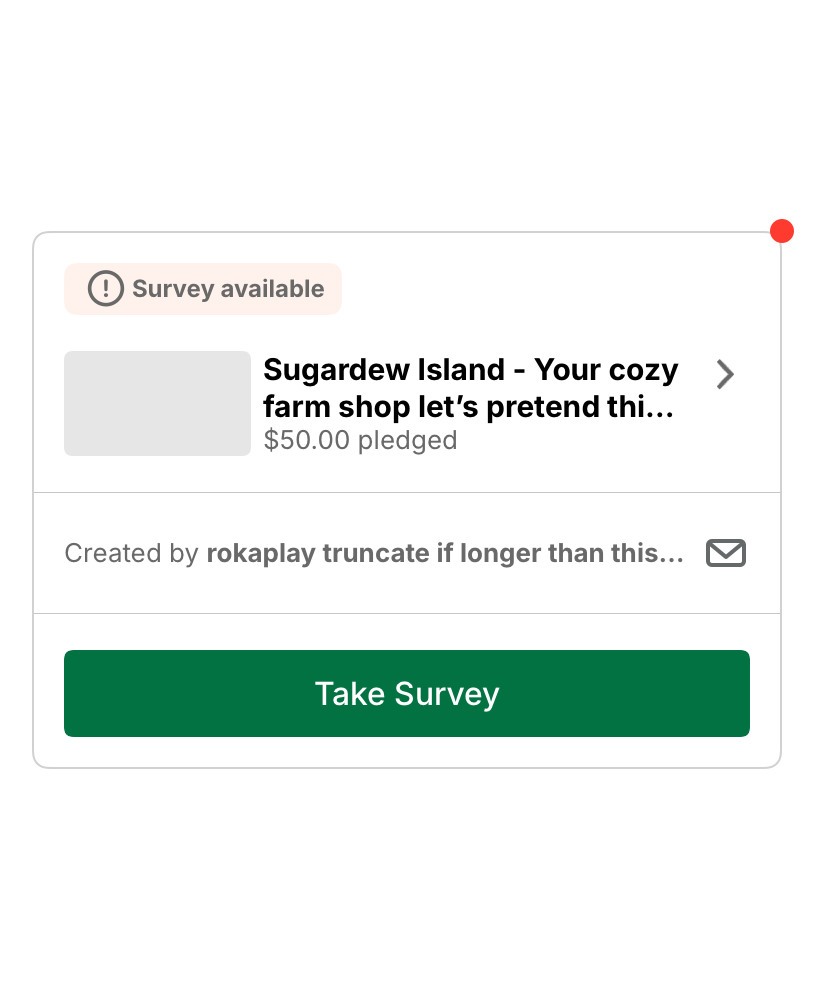 Survey available
Sugardew Island - Your cozy
farm shop let’s pretend thi...
$50.00 pledged
Created by rokaplay truncate if longer than this...
Take Survey